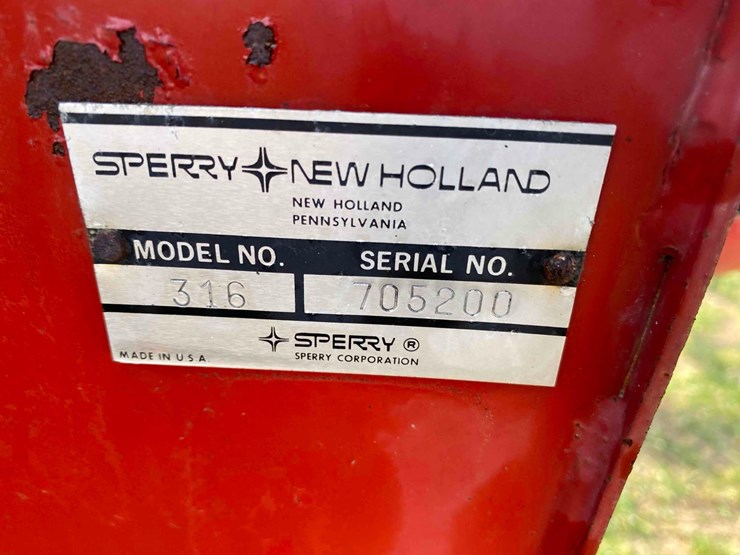 SPERRY NEW HOLLAND
NEW HOLLAND
PENNSYLVANIA
MODEL NO. SERIAL NO.
316 705200
SPERRY ®
MADE IN U.S.A. SPERRY CORPORATION